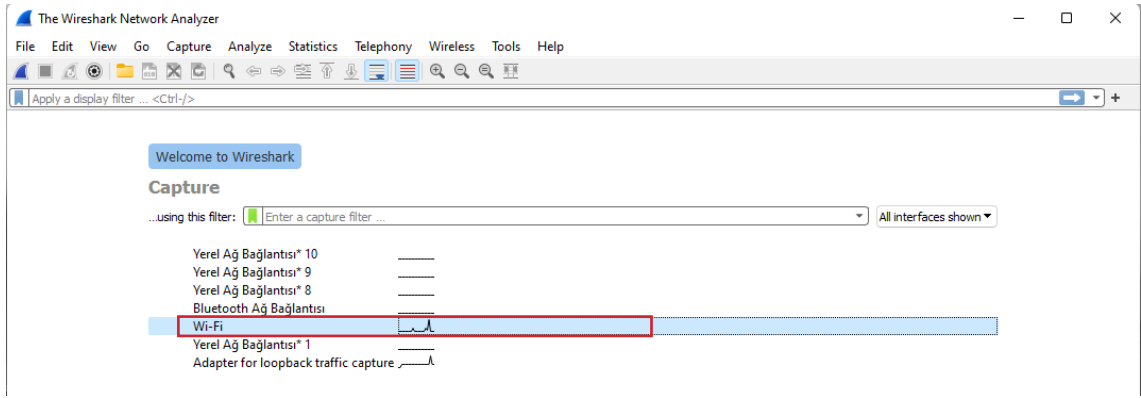 The Wireshark Network Analyzer
File Edit View Go Capture Analyze Statistics Telephony Wireless Tools Help
Apply a display filter ... <Ctrl-/>
+
Welcome to Wireshark
Capture
...using this filter: Enter a capture filter ... All interfaces shown
Yerel Ağ Bağlantısı* 10
Yerel Ağ Bağlantısı* 9
Yerel Ağ Bağlantısı* 8
Bluetooth Ağ Bağlantısı
Wi-Fi
Yerel Ağ Bağlantısı* 1
Adapter for loopback traffic capture